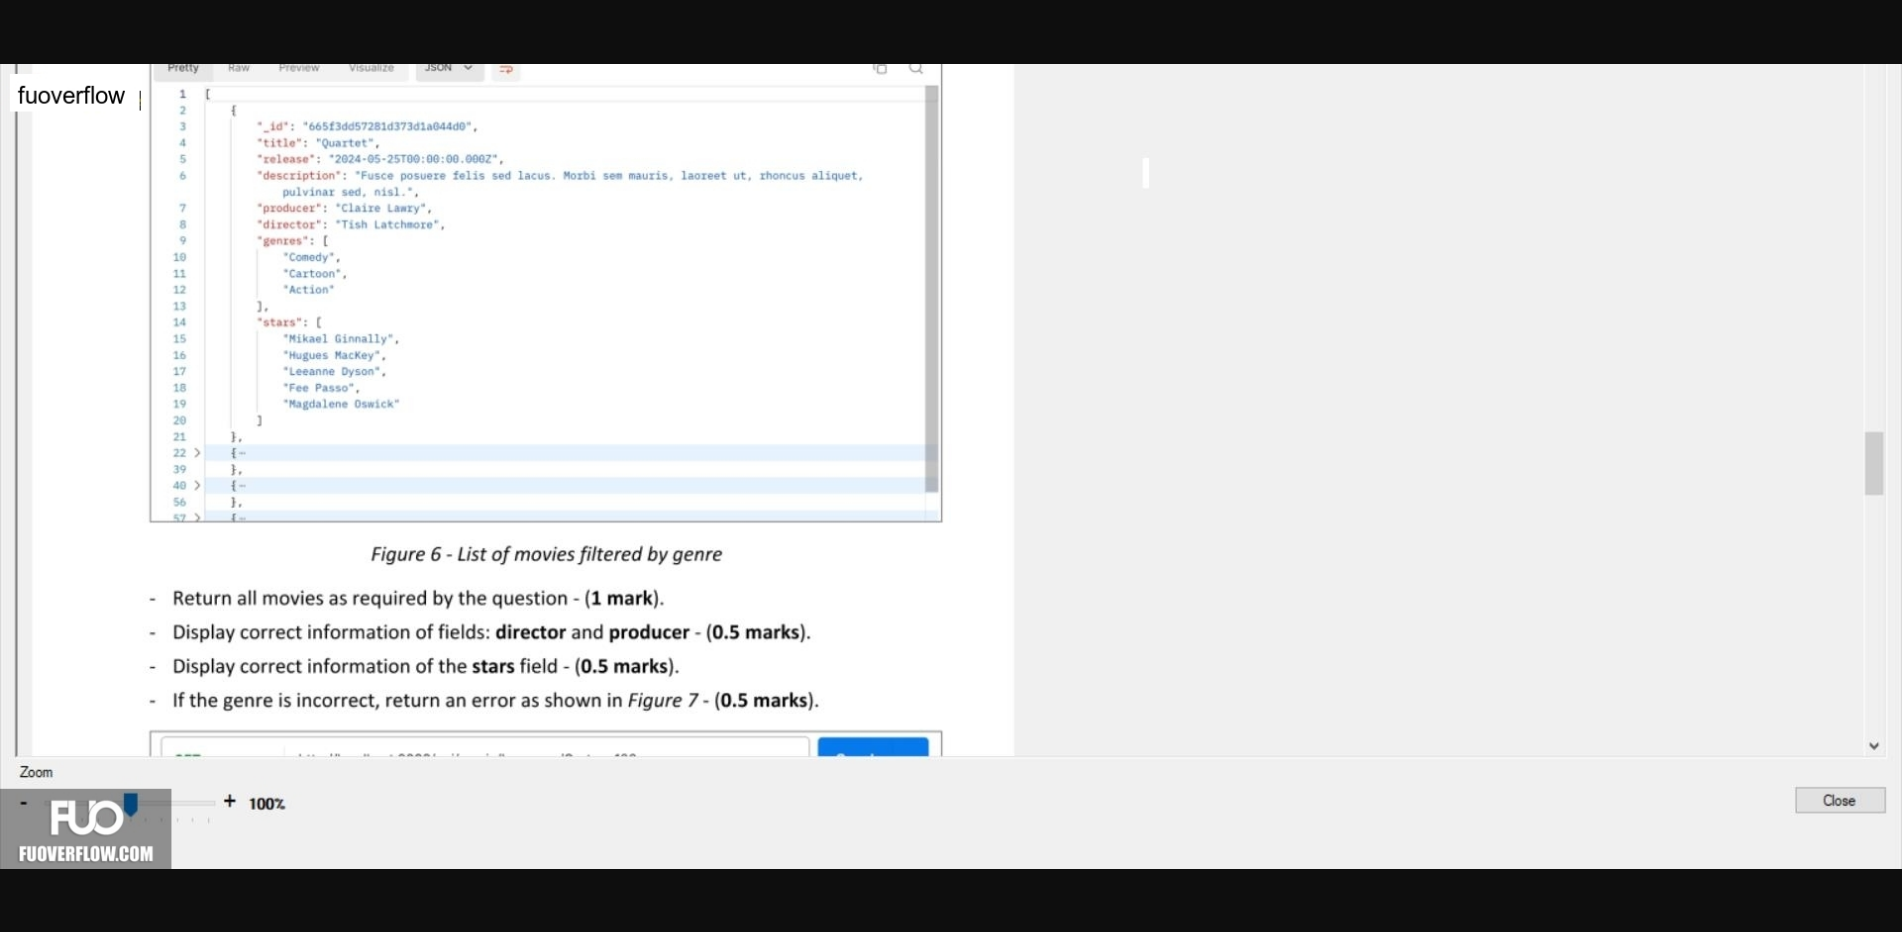 Pretty Raw Preview Visualize JSON
fuoverflow
1 [
2 {
3 "_id": "665f3dd57281d373d1a044d0",
4 "title": "Quartet",
5 "release": "2024-05-25T00:00:00.000Z",
6 "description": "Fusce posuere felis sed lacus. Morbi sem mauris, laoreet ut, rhoncus aliquet,
pulvinar sed, nisl.",
7 "producer": "Claire Lawry",
8 "director": "Tish Latchmore",
9 "genres": [
10 "Comedy",
11 "Cartoon",
12 "Action"
13 ],
14 "stars": [
15 "Mikael Ginnally",
16 "Hugues MacKey",
17 "Leeanne Dyson",
18 "Fee Passo",
19 "Magdalene Oswick"
20 ]
21 },
22 > {…
39 },
40 > {…
56 },
57 > {…
Figure 6 - List of movies filtered by genre
- Return all movies as required by the question - (1 mark).
- Display correct information of fields: director and producer - (0.5 marks).
- Display correct information of the stars field - (0.5 marks).
- If the genre is incorrect, return an error as shown in Figure 7 - (0.5 marks).
Zoom
- + 100%
Close
FUO
FUOVERFLOW.COM